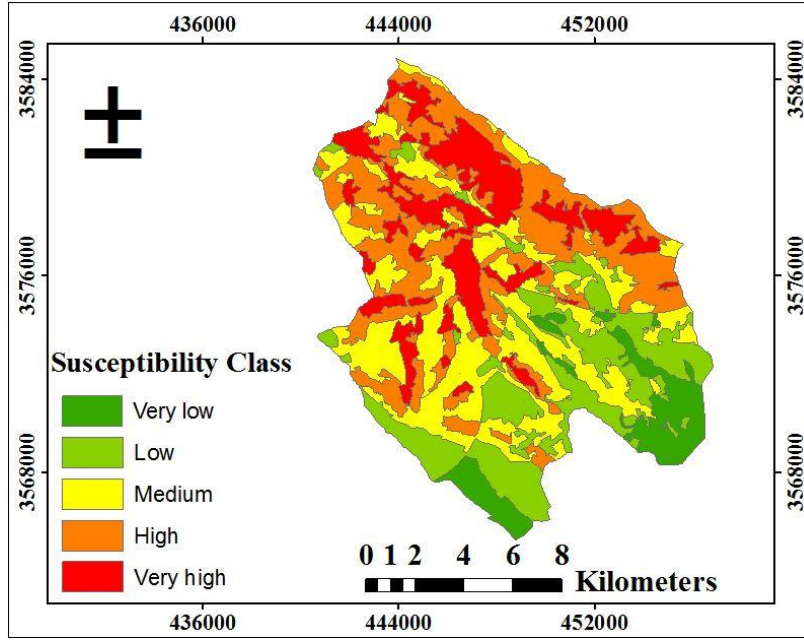 436000 444000 452000
3584000 3584000
3576000 3576000
Susceptibility Class
Very low
Low
Medium
High
Very high
3568000 3568000
0 1 2 4 6 8
Kilometers
436000 444000 452000